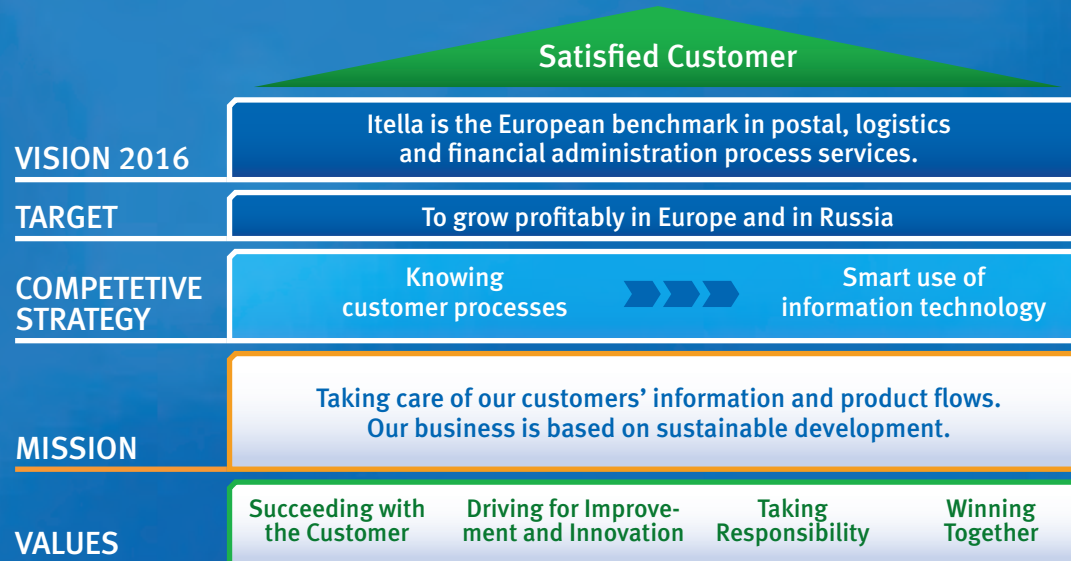 Satisfied Customer
VISION 2016
Itella is the European benchmark in postal, logistics
and financial administration process services.
TARGET
To grow profitably in Europe and in Russia
COMPETETIVE
STRATEGY
Knowing
customer processes
Smart use of
information technology
MISSION
Taking care of our customers’ information and product flows.
Our business is based on sustainable development.
VALUES
Succeeding with
the Customer
Driving for Improve-
ment and Innovation
Taking
Responsibility
Winning
Together